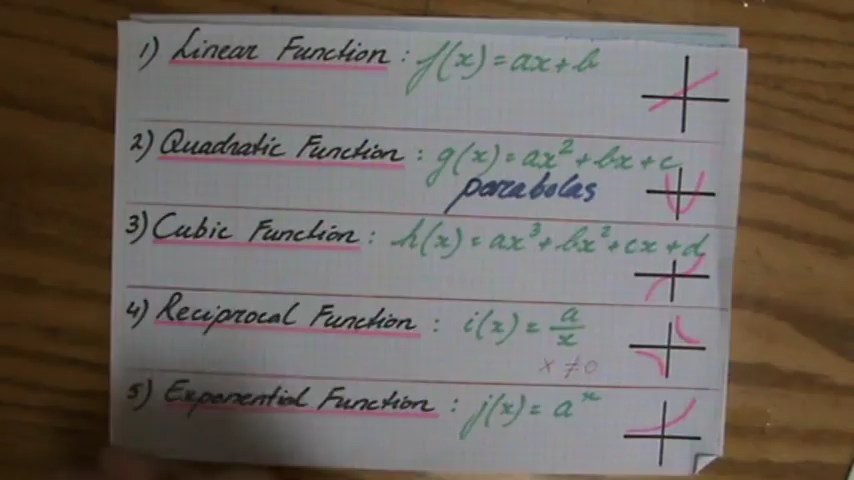 1) Linear Function : f(x) = ax + b
2) Quadratic Function : g(x) = ax² + bx + c
parabolas
3) Cubic Function : h(x) = ax³ + bx² + cx + d
4) Reciprocal Function : i(x) = a/x
x ≠ 0
5) Exponential Function : j(x) = aˣ